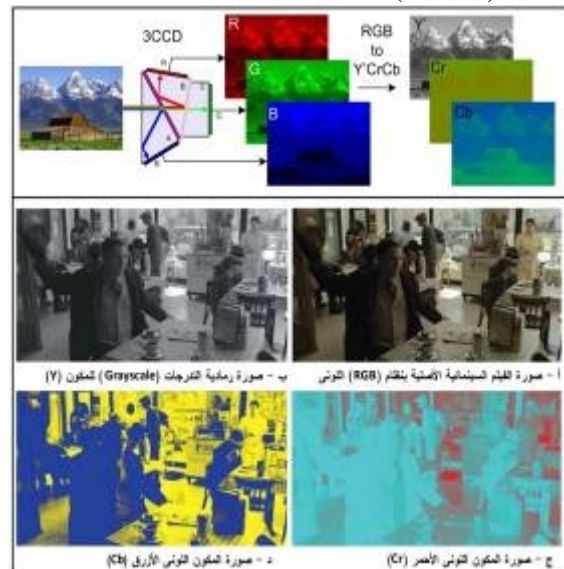 3CCD
R
G
B
RGB
to
Y'CrCb
Y'
Cr
Cb
أ – صورة الفيلم السينمائية الأصلية بنظام (RGB) اللوني
ب – صورة رمادية التدرجات (Grayscale) للمكون (Y)
ج – صورة المكون اللوني الأحمر (Cr)
د – صورة المكون اللوني الأزرق (Cb)